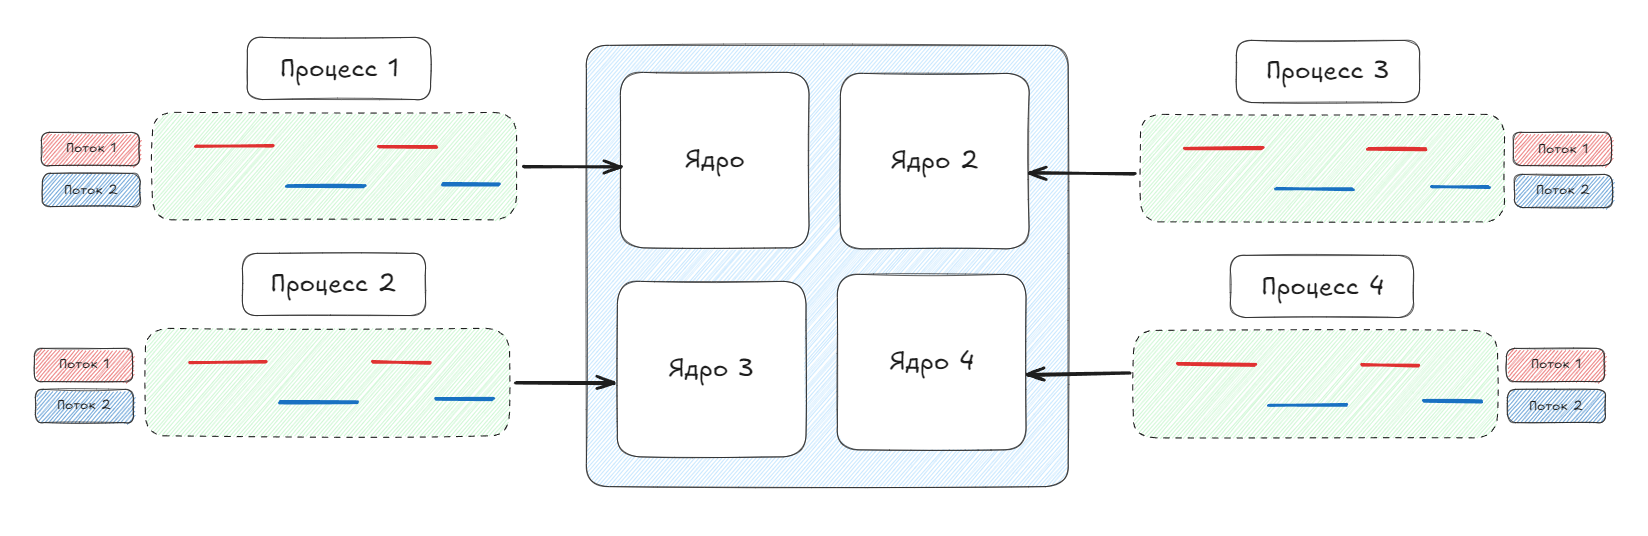 Процесс 1
Поток 1
Поток 2
Процесс 2
Поток 1
Поток 2
Ядро
Ядро 2
Ядро 3
Ядро 4
Процесс 3
Поток 1
Поток 2
Процесс 4
Поток 1
Поток 2